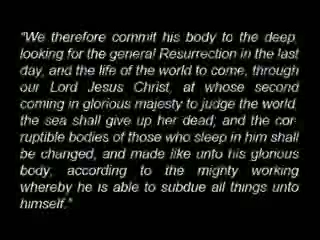 “We therefore commit his body to the deep,
looking for the general Resurrection in the last
day, and the life of the world to come, through
our Lord Jesus Christ, at whose second
coming in glorious majesty to judge the world,
the sea shall give up her dead; and the cor-
ruptible bodies of those who sleep in him shall
be changed, and made like unto his glorious
body, according to the mighty working
whereby he is able to subdue all things unto
himself.”